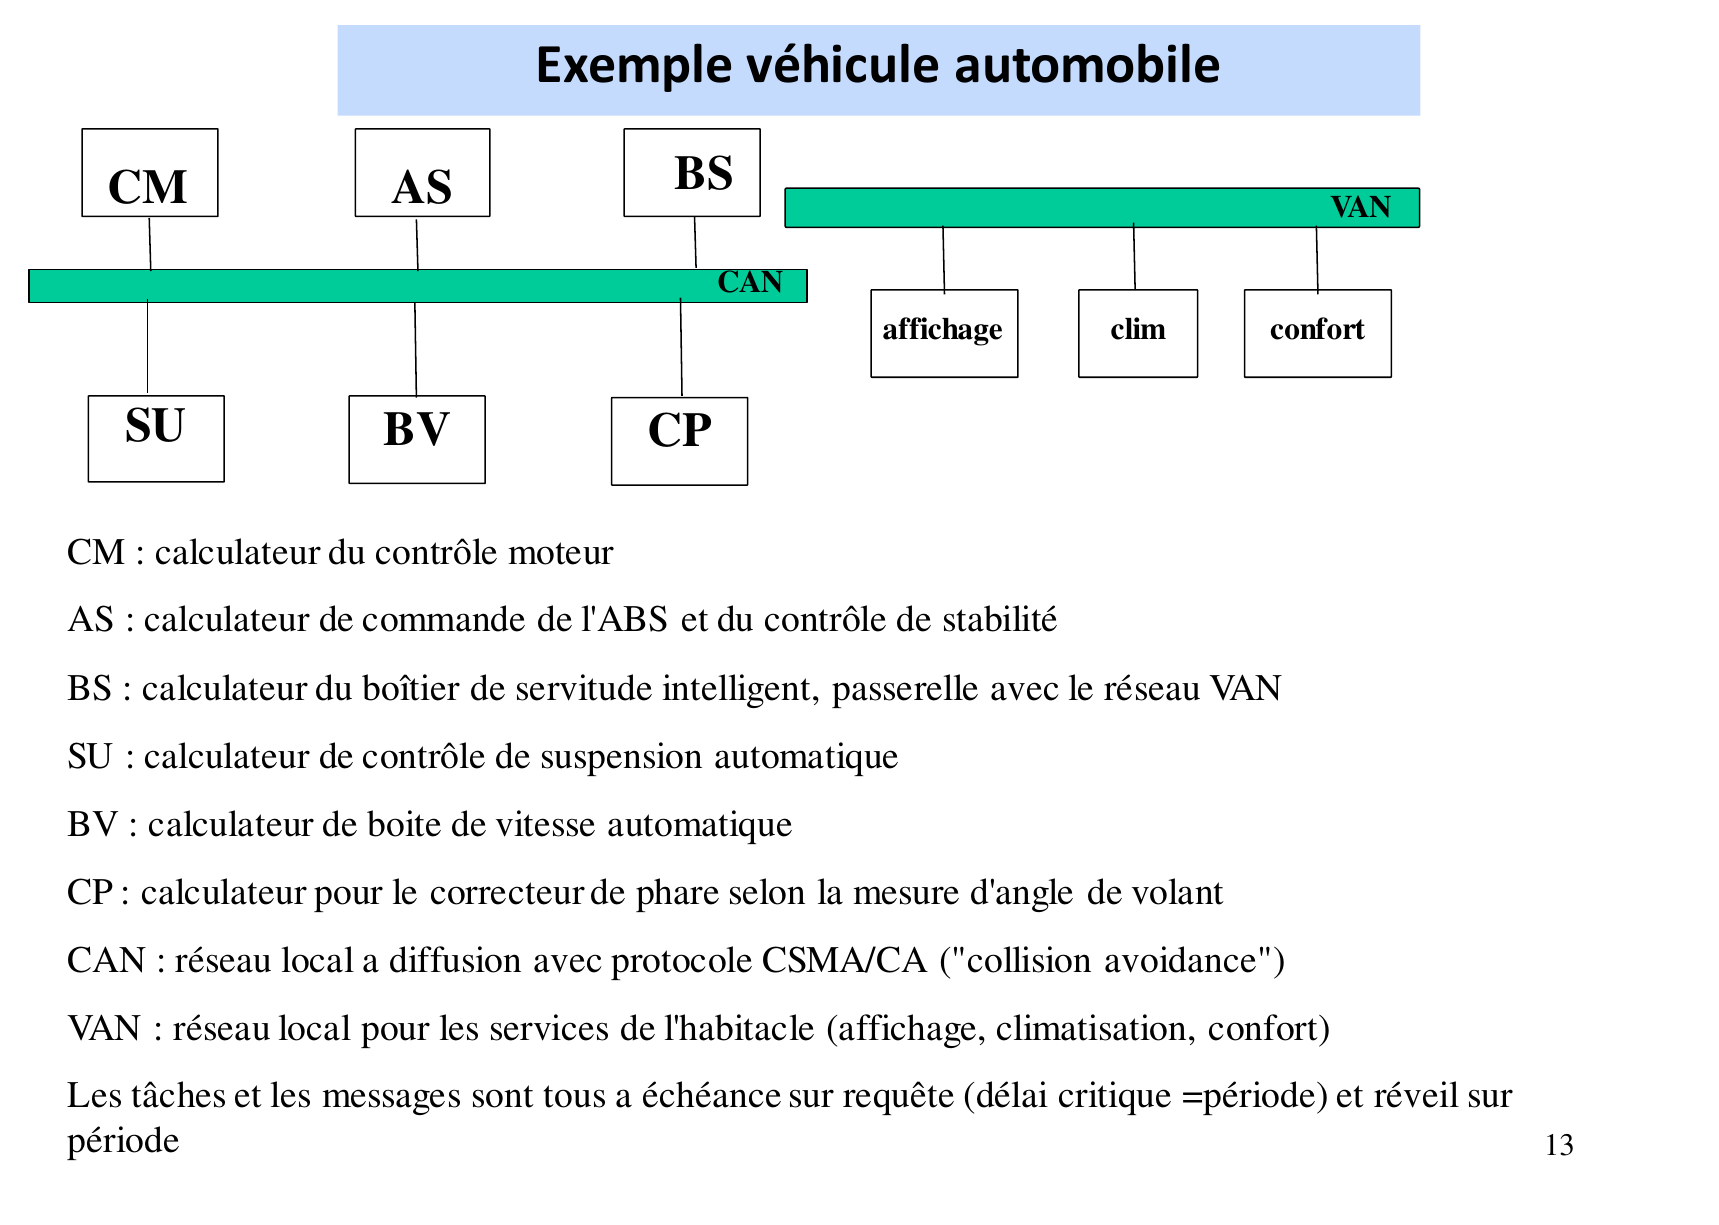 Exemple véhicule automobile
CM
AS
BS
VAN
CAN
affichage
clim
confort
SU
BV
CP
CM : calculateur du contrôle moteur
AS : calculateur de commande de l'ABS et du contrôle de stabilité
BS : calculateur du boîtier de servitude intelligent, passerelle avec le réseau VAN
SU : calculateur de contrôle de suspension automatique
BV : calculateur de boite de vitesse automatique
CP : calculateur pour le correcteur de phare selon la mesure d'angle de volant
CAN : réseau local a diffusion avec protocole CSMA/CA ("collision avoidance")
VAN : réseau local pour les services de l'habitacle (affichage, climatisation, confort)
Les tâches et les messages sont tous a échéance sur requête (délai critique =période) et réveil sur
période
13